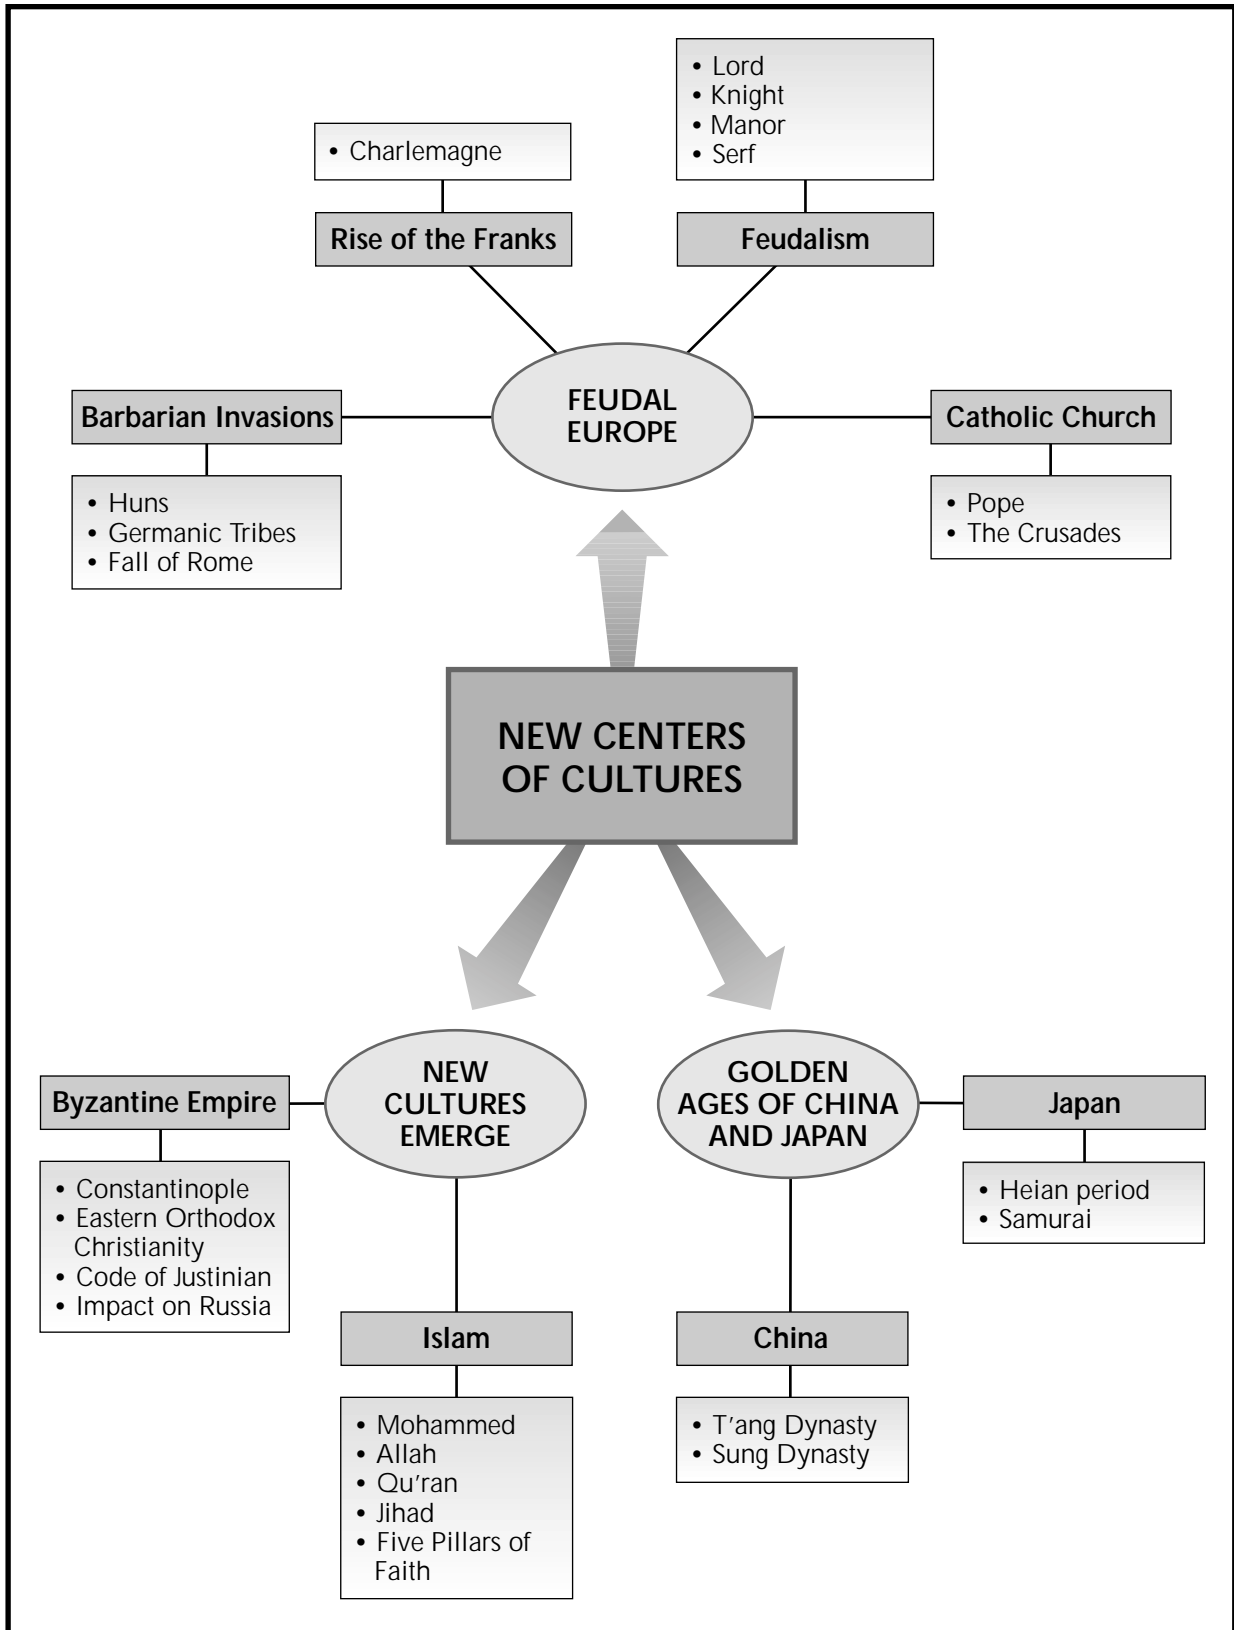 • Lord
• Knight
• Manor
• Serf
• Charlemagne
Rise of the Franks
Feudalism
FEUDAL
EUROPE
Barbarian Invasions
Catholic Church
• Huns
• Germanic Tribes
• Fall of Rome
• Pope
• The Crusades
NEW CENTERS
OF CULTURES
NEW
CULTURES
EMERGE
GOLDEN
AGES OF CHINA
AND JAPAN
Byzantine Empire
Japan
• Constantinople
• Eastern Orthodox
Christianity
• Code of Justinian
• Impact on Russia
• Heian period
• Samurai
Islam
China
• Mohammed
• Allah
• Qu’ran
• Jihad
• Five Pillars of
Faith
• T’ang Dynasty
• Sung Dynasty